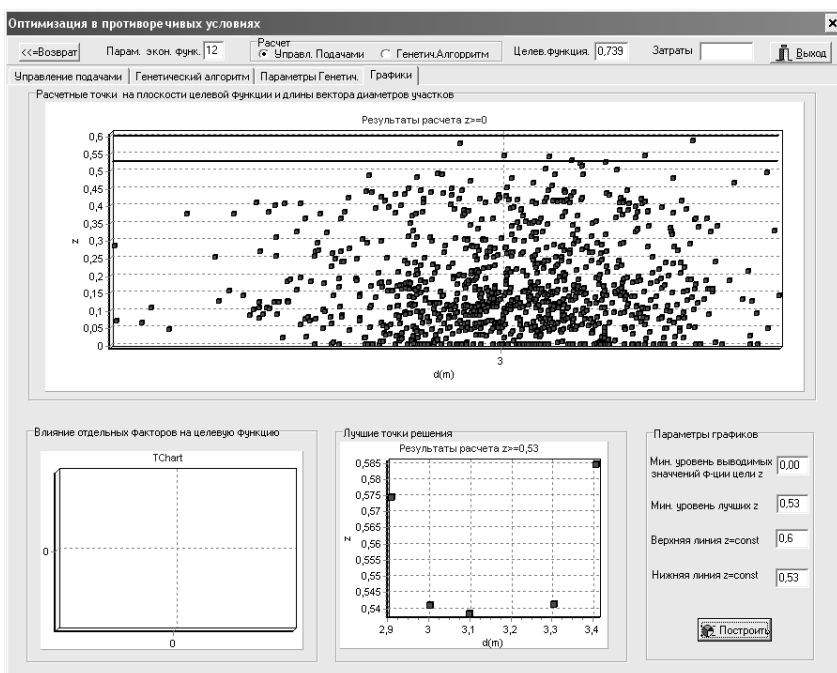 Оптимизация в противоречивых условиях
<<=Возврат
Парам. экон. функ. 12
Расчет
Управл. Подачами
Генетич.Алгорритм
Целев.функция. 0,739
Затраты
Выход
Управление подачами
Генетический алгоритм
Параметры Генетич.
Графики
Расчетные точки на плоскости целевой функции и длины вектора диаметров участков
Результаты расчета z>=0
0,6
0,55
0,5
0,45
0,4
0,35
0,3
0,25
0,2
0,15
0,1
0,05
0
z
3
d(m)
Влияние отдельных факторов на целевую функцию
TChart
0
0
Лучшие точки решения
Результаты расчета z>=0,53
0,585
0,58
0,575
0,57
0,565
0,56
0,555
0,55
0,545
0,54
z
2,9
3
3,1
3,2
3,3
3,4
d(m)
Параметры графиков
Мин. уровень выводимых
значчений ф-ции цели z
0,00
Мин. уровень лучших z
0,53
Верхняя линия z=const
0,6
Нижняя линия z=const
0,53
Построить